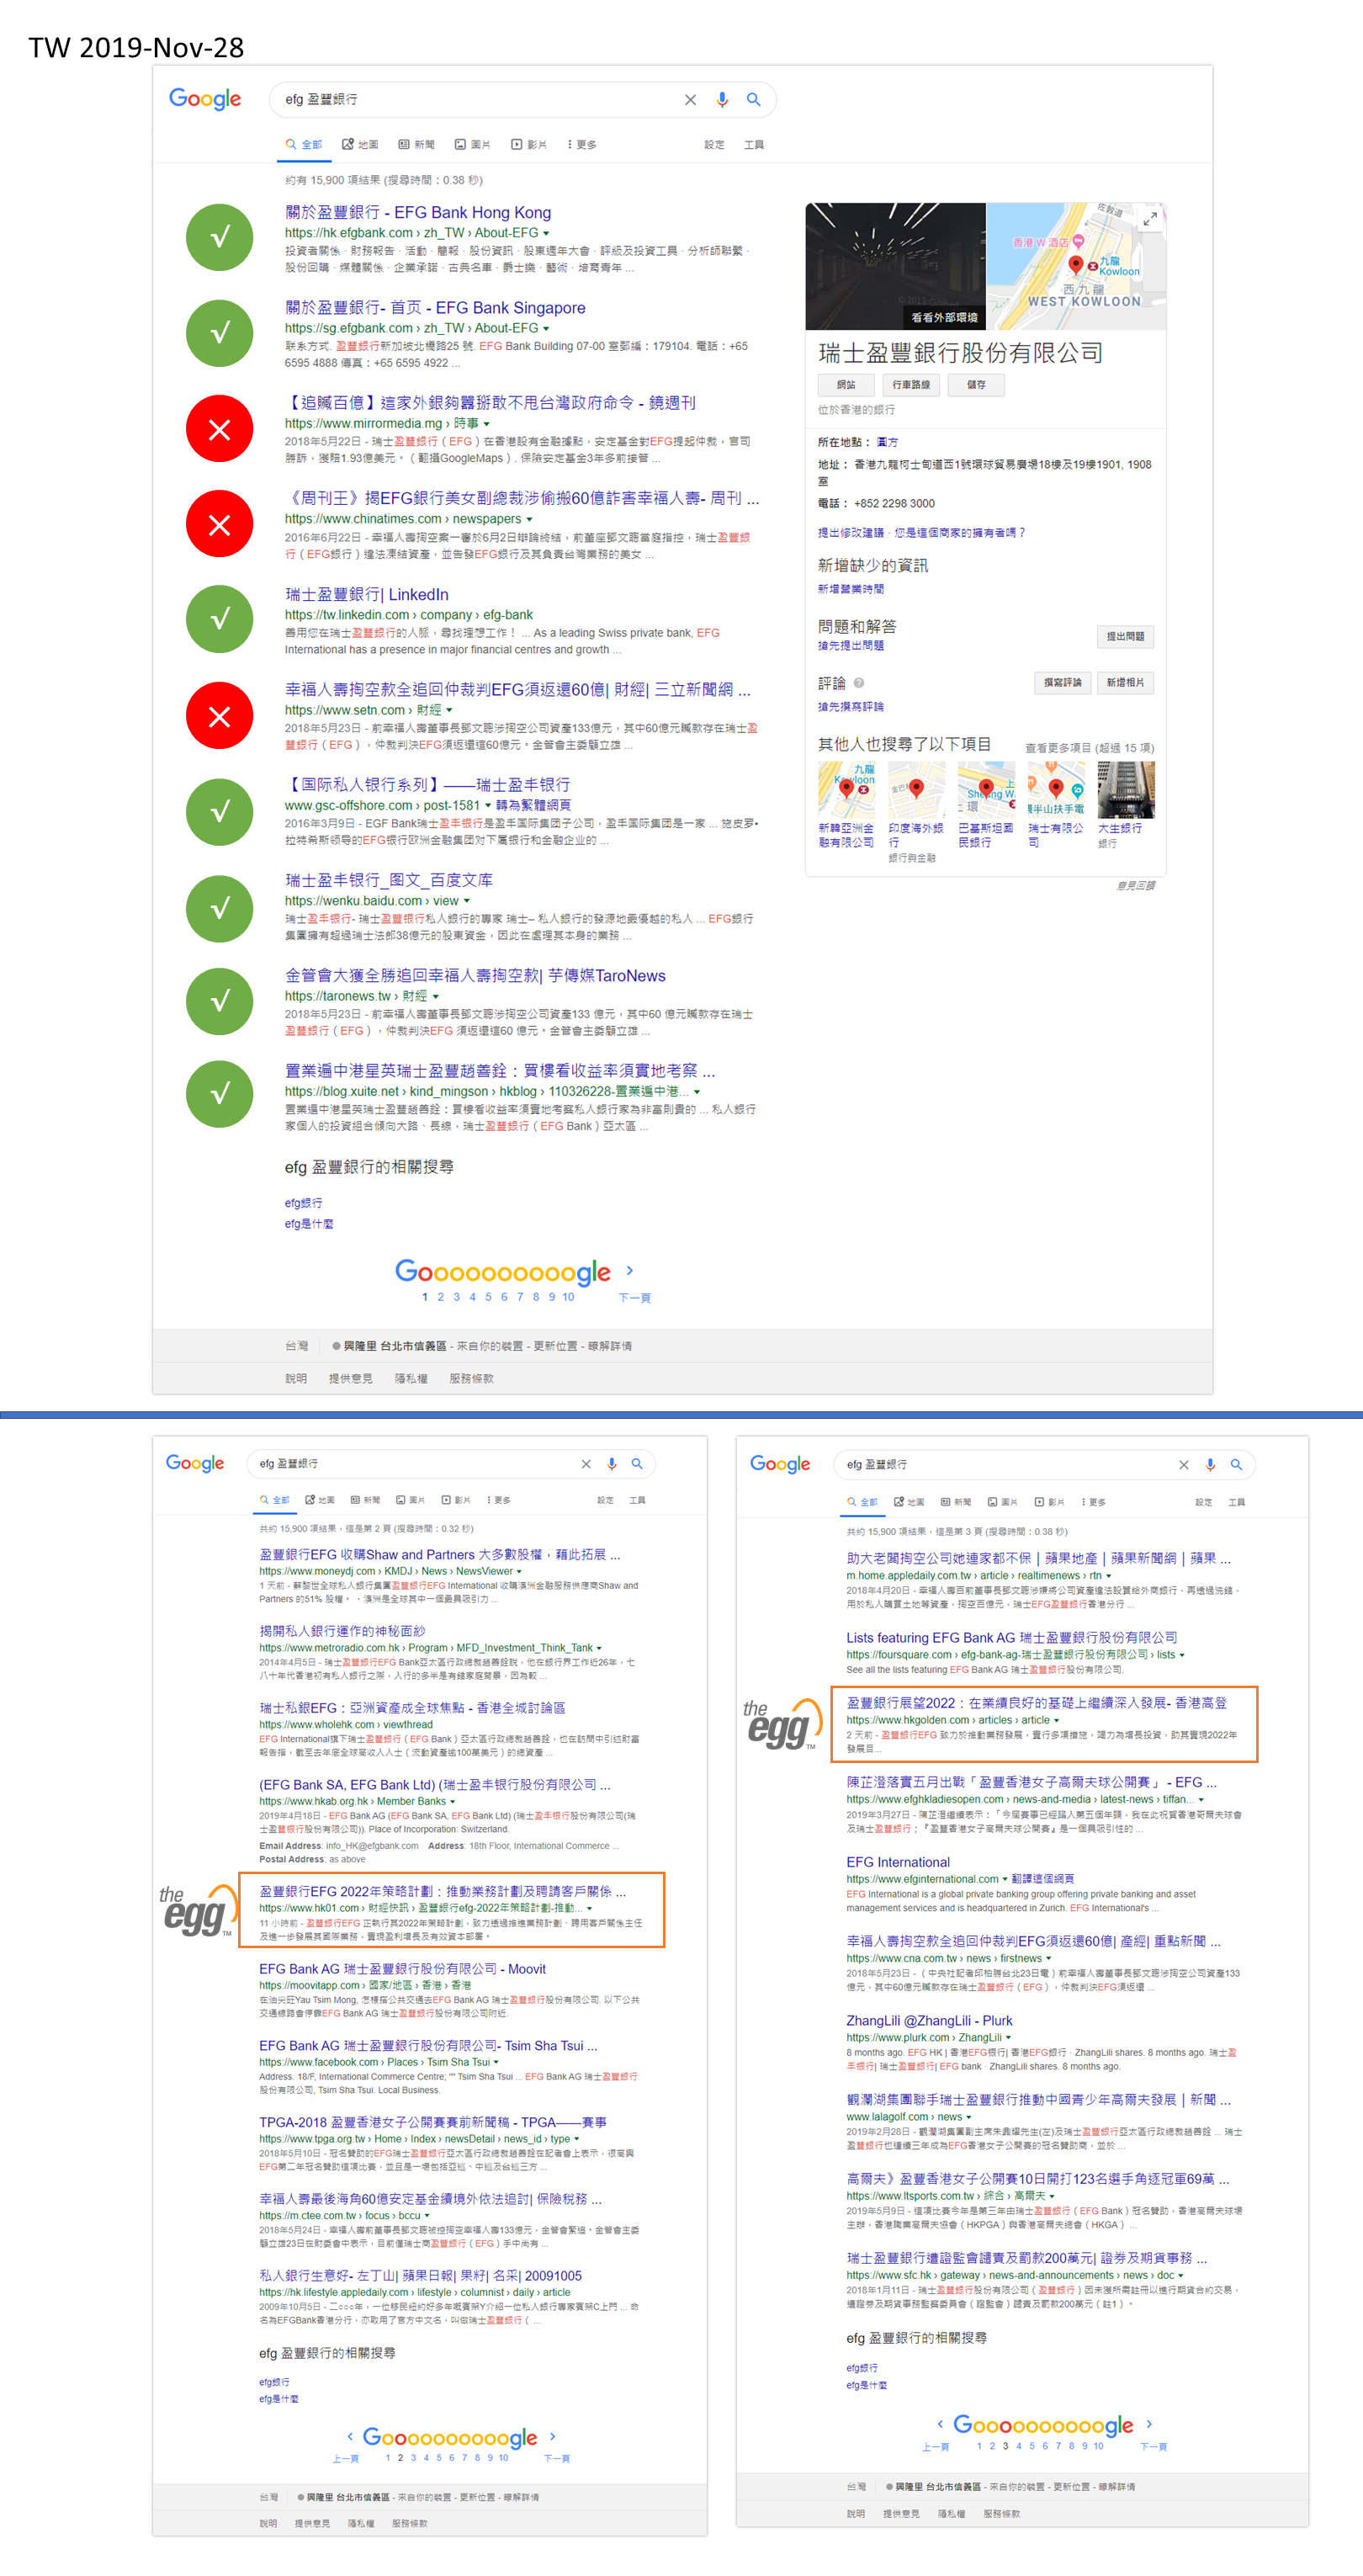 TW 2019-Nov-28
Google
efg 盈豐銀行
全部 地圖 新聞 圖片 影片 更多 設定 工具
約有 15,900 項結果 (搜尋時間：0.38 秒)
關於盈豐銀行 - EFG Bank Hong Kong
https://hk.efgbank.com › zh_TW › About-EFG
投資者關係 · 財務報告 · 活動 · 簡報 · 股份資訊 · 股東週年大會 · 評級及投資工具 · 分析師聯繫 ·
股份回購 · 媒體關係 · 企業承諾 · 古典名車 · 爵士樂 · 藝術 · 培育青年 ...
關於盈豐銀行- 首页 - EFG Bank Singapore
https://sg.efgbank.com › zh_TW › About-EFG
联系方式. 盈豐銀行新加坡北橋路25 號. EFG Bank Building 07-00 室郵編：179104. 電話：+65
6595 4888 傳真：+65 6595 4922 ...
【追贓百億】這家外銀夠囂掰敢不甩台灣政府命令 - 鏡週刊
https://www.mirrormedia.mg › 時事
2018年5月22日 - 瑞士盈豐銀行（EFG）在香港設有金融據點，安定基金對EFG提起仲裁，官司
勝訴，獲賠1.93億美元。（翻攝GoogleMaps）. 保險安定基金3年多前接管 ...
《周刊王》揭EFG銀行美女副總裁涉偷搬60億詐害幸福人壽- 周刊 ...
https://www.chinatimes.com › newspapers
2016年6月22日 - 幸福人壽掏空案一審於6月2日辯論終結，前董座鄧文聰當庭指控，瑞士盈豐銀
行（EFG銀行）違法凍結資產，並告發EFG銀行及其負責台灣業務的美女 ...
瑞士盈豐銀行| LinkedIn
https://tw.linkedin.com › company › efg-bank
善用您在瑞士盈豐銀行的人脈，尋找理想工作！ ... As a leading Swiss private bank, EFG
International has a presence in major financial centres and growth ...
幸福人壽掏空款全追回仲裁判EFG須返還60億| 財經| 三立新聞網 ...
https://www.setn.com › 財經
2018年5月23日 - 前幸福人壽董事長鄧文聰涉掏空公司資產133億元，其中60億元贓款存在瑞士盈
豐銀行（EFG），仲裁判決EFG須返還這60億元。金管會主委顧立雄 ...
【国际私人银行系列】——瑞士盈丰银行
www.gsc-offshore.com › post-1581 轉為繁體網頁
2016年3月9日 - EGF Bank瑞士盈丰银行是盈丰国际集团子公司，盈丰国际集团是一家 ... 施皮罗•
拉特希斯领导的EFG银行欧洲金融集团对下属银行和金融企业的 ...
瑞士盈丰银行_图文_百度文库
https://wenku.baidu.com › view
瑞士盈丰银行- 瑞士盈豐銀行私人銀行的專家 瑞士– 私人銀行的發源地最優越的私人 ... EFG銀行
集團擁有超過瑞士法郎38億元的股東資金，因此在處理其本身的業務 ...
金管會大獲全勝追回幸福人壽掏空款| 芋傳媒TaroNews
https://taronews.tw › 財經
2018年5月23日 - 前幸福人壽董事長鄧文聰涉掏空公司資產133 億元，其中60 億元贓款存在瑞士
盈豐銀行（EFG），仲裁判決EFG 須返還這60 億元。金管會主委顧立雄 ...
置業遍中港星英瑞士盈豐趙善銓：買樓看收益率須實地考察 ...
https://blog.xuite.net › kind_mingson › hkblog › 110326228-置業遍中港...
置業遍中港星英瑞士盈豐趙善銓：買樓看收益率須實地考察私人銀行家為非富則貴的 ... 私人銀行
家個人的投資組合傾向大路、長線，瑞士盈豐銀行（EFG Bank）亞太區 ...
efg 盈豐銀行的相關搜尋
efg銀行
efg是什麼
Goooooooooogle
1 2 3 4 5 6 7 8 9 10 下一頁
台灣 興隆里 台北市信義區 - 來自你的裝置 - 更新位置 - 瞭解詳情
說明 提供意見 隱私權 服務條款
香港 W 酒店
佐敦道
九龍
Kowloon
西九龍
WEST KOWLOON
看看外部環境
瑞士盈豐銀行股份有限公司
網站 行車路線 儲存
位於香港的銀行
所在地點： 圓方
地址： 香港九龍柯士甸道西1號環球貿易廣場18樓及19樓1901, 1908
室
電話： +852 2298 3000
提出修改建議 · 您是這個商家的擁有者嗎？
新增缺少的資訊
新增營業時間
問題和解答
搶先提出問題
提出問題
評論
撰寫評論 新增相片
搶先撰寫評論
其他人也搜尋了以下項目 查看更多項目 (超過 15 項)
新韓亞洲金融有限公司
印度海外銀行
銀行與金融
巴基斯坦國民銀行
瑞士有限公司
大生銀行
銀行
意見回饋
Google
efg 盈豐銀行
全部 地圖 新聞 圖片 影片 更多 設定 工具
共約 15,900 項結果，這是第 2 頁 (搜尋時間：0.32 秒)
盈豐銀行EFG 收購Shaw and Partners 大多數股權，藉此拓展 ...
https://www.moneydj.com › KMDJ › News › NewsViewer
1 天前 - 蘇黎世全球私人銀行集團盈豐銀行EFG International 收購澳洲金融服務供應商Shaw and
Partners 的51% 股權。 ‧ 澳洲是全球其中一個最具吸引力 ...
揭開私人銀行運作的神秘面紗
https://www.metroradio.com.hk › Program › MFD_Investment_Think_Tank
2014年4月5日 - 瑞士盈豐銀行EFG Bank亞太區行政總裁趙善銓說，他在銀行界工作近26年，七
八十年代香港初有私人銀行之際，入行的多半是有錢家庭背景，因為較 ...
瑞士私銀EFG：亞洲資產成全球焦點 - 香港全城討論區
https://www.wholehk.com › viewthread
EFG International旗下瑞士盈豐銀行（EFG Bank）亞太區行政總裁趙善銓，也在訪問中引述財富
報告指，截至去年底全球高收入人士（流動資產逾100萬美元）的總資產 ...
(EFG Bank SA, EFG Bank Ltd) (瑞士盈丰银行股份有限公司 ...
https://www.hkab.org.hk › Member Banks
2019年4月18日 - EFG Bank AG (EFG Bank SA, EFG Bank Ltd) (瑞士盈丰银行股份有限公司(瑞
士盈豐銀行股份有限公司)). Place of Incorporation: Switzerland.
Email Address: info_HK@efgbank.com Address: 18th Floor, International Commerce ...
Postal Address: as above
the egg TM
盈豐銀行EFG 2022年策略計劃：推動業務計劃及聘請客戶關係 ...
https://www.hk01.com › 財經快訊 › 盈豐銀行efg-2022年策略計劃-推動...
11 小時前 - 盈豐銀行EFG 正執行其2022年策略計劃，致力透過推進業務計劃、聘用客戶關係主任
及進一步發展其國際業務，實現盈利增長及有效資本部署。
EFG Bank AG 瑞士盈豐銀行股份有限公司 - Moovit
https://moovitapp.com › 國家/地區 › 香港 › 香港
在油尖旺Yau Tsim Mong, 怎樣搭公共交通去EFG Bank AG 瑞士盈豐銀行股份有限公司. 以下公共
交通線路會停靠EFG Bank AG 瑞士盈豐銀行股份有限公司附近.
EFG Bank AG 瑞士盈豐銀行股份有限公司- Tsim Sha Tsui ...
https://www.facebook.com › Places › Tsim Sha Tsui
Address. 18/F, International Commerce Centre; "" Tsim Sha Tsui ... EFG Bank AG 瑞士盈豐銀行
股份有限公司, Tsim Sha Tsui. Local Business.
TPGA-2018 盈豐香港女子公開賽賽前新聞稿 - TPGA——賽事
https://www.tpga.org.tw › Home › Index › newsDetail › news_id › type
2018年5月10日 - 冠名贊助的EFG瑞士盈豐銀行亞太區行政總裁趙善銓在記者會上表示，很高興
EFG第二年冠名贊助這項比賽，並且是一場包括亞巡、中巡及台巡三方 ...
幸福人壽最後海角60億安定基金續境外依法追討| 保險稅務 ...
https://m.ctee.com.tw › focus › bccu
2018年5月24日 - 幸福人壽前董事長鄧文聰被控掏空幸福人壽133億元，金管會緊追。金管會主委
顧立雄23日在財委會中表示，目前僅瑞士商盈豐銀行（EFG）手中尚有 ...
私人銀行生意好- 左丁山| 蘋果日報| 果籽| 名采| 20091005
https://hk.lifestyle.appledaily.com › lifestyle › columnist › daily › article
2009年10月5日 - 二○○○年，一位移民紐約好多年嘅賓架Y介紹一位私人銀行專家賓架C上門 ... 命
名為EFGBank香港分行，亦取用了官方中文名，叫做瑞士盈豐銀行（ ...
efg 盈豐銀行的相關搜尋
efg銀行
efg是什麼
Goooooooooogle
上一頁 1 2 3 4 5 6 7 8 9 10 下一頁
台灣 興隆里 台北市信義區 - 來自你的裝置 - 更新位置 - 瞭解詳情
說明 提供意見 隱私權 服務條款
Google
efg 盈豐銀行
全部 地圖 新聞 圖片 影片 更多 設定 工具
共約 15,900 項結果，這是第 3 頁 (搜尋時間：0.38 秒)
助大老闆掏空公司她連家都不保｜蘋果地產｜蘋果新聞網｜蘋果 ...
m.home.appledaily.com.tw › article › realtimenews › rtn
2018年4月20日 - 幸福人壽百前董事長鄧文聰涉嫌將公司資產違法設質給外商銀行，再透過洗錢，
用於私人購買土地等資產，掏空百億元，瑞士EFG盈豐銀行香港分行 ...
Lists featuring EFG Bank AG 瑞士盈豐銀行股份有限公司
https://foursquare.com › efg-bank-ag-瑞士盈豐銀行股份有限公司 › lists
See all the lists featuring EFG Bank AG 瑞士盈豐銀行股份有限公司.
the egg TM
盈豐銀行展望2022：在業績良好的基礎上繼續深入發展- 香港高登
https://www.hkgolden.com › articles › article
2 天前 - 盈豐銀行EFG 致力於推動業務發展，實行多項措施，竭力為增長投資，助其實現2022年
發展目...
陳芷澄落實五月出戰「盈豐香港女子高爾夫球公開賽」 - EFG ...
https://www.efghkladiesopen.com › news-and-media › latest-news › tiffan...
2019年3月27日 - 陳芷澄繼續表示：「今屆賽事已經踏入第五個年頭，我在此祝賀香港哥爾夫球會
及瑞士盈豐銀行；『盈豐香港女子高爾夫球公開賽』是一個具吸引性的 ...
EFG International
https://www.efginternational.com 翻譯這個網頁
EFG International is a global private banking group offering private banking and asset
management services and is headquartered in Zurich. EFG International's ...
幸福人壽掏空款全追回仲裁判EFG須返還60億| 產經| 重點新聞 ...
https://www.cna.com.tw › news › firstnews
2018年5月23日 -（中央社記者邱柏勝台北23日電）前幸福人壽董事長鄧文聰涉掏空公司資產133
億元，其中60億元贓款存在瑞士盈豐銀行（EFG），仲裁判決EFG須返還 ...
ZhangLili @ZhangLili - Plurk
https://www.plurk.com › ZhangLili
8 months ago. EFG HK | 香港EFG银行| 香港EFG銀行 · ZhangLili shares. 8 months ago. 瑞士盈
丰银行| 瑞士盈豐銀行| EFG bank · ZhangLili shares. 8 months ago.
觀瀾湖集團聯手瑞士盈豐銀行推動中國青少年高爾夫發展｜新聞 ...
www.lalagolf.com › news
2019年2月28日 - 觀瀾湖集團副主席朱鼎耀先生(左)及瑞士盈豐銀行亞太區行政總裁趙善銓 ... 瑞士
盈豐銀行也連續三年成為EFG香港女子公開賽的冠名贊助商，並於 ...
高爾夫》盈豐香港女子公開賽10日開打123名選手角逐冠軍69萬 ...
https://www.ltsports.com.tw › 綜合 › 高爾夫
2019年5月9日 - 這項比賽今年是第三年由瑞士盈豐銀行（EFG Bank）冠名贊助，香港高爾夫球場
主辦，香港職業高爾夫協會（HKPGA）與香港高爾夫總會（HKGA） ...
瑞士盈豐銀行遭證監會譴責及罰款200萬元| 證券及期貨事務 ...
https://www.sfc.hk › gateway › news-and-announcements › news › doc
2018年1月11日 - 瑞士盈豐銀行股份有限公司（盈豐銀行）因未獲所需註冊以進行期貨合約交易，
遭證券及期貨事務監察委員會（證監會）譴責及罰款200萬元（註1）。
efg 盈豐銀行的相關搜尋
efg銀行
efg是什麼
Goooooooooogle
上一頁 1 2 3 4 5 6 7 8 9 10 下一頁
台灣 興隆里 台北市信義區 - 來自你的裝置 - 更新位置 - 瞭解詳情
說明 提供意見 隱私權 服務條款